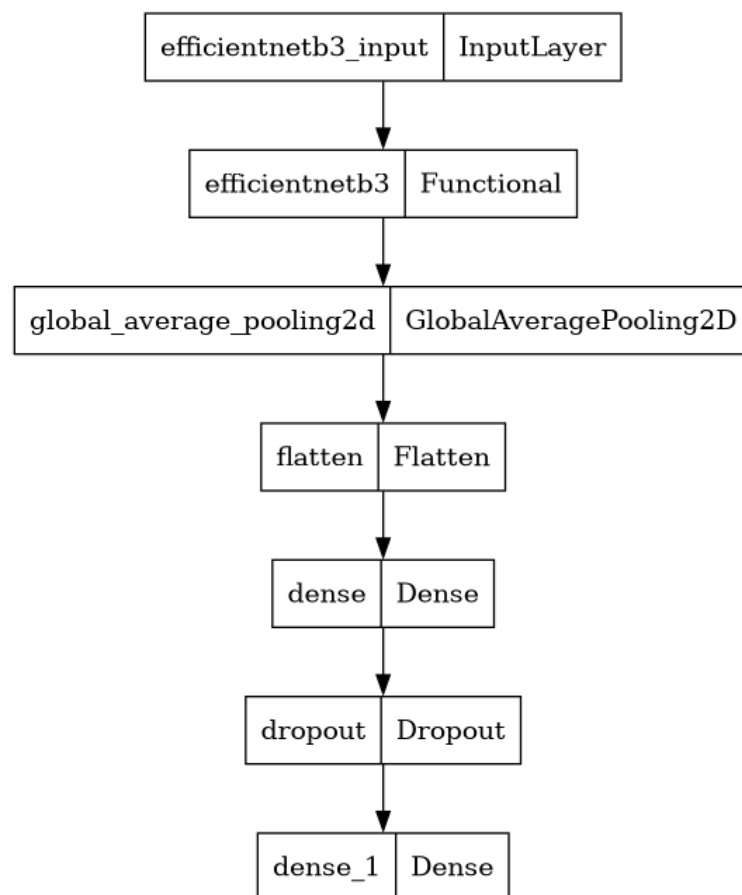 efficientnetb3_input InputLayer
efficientnetb3 Functional
global_average_pooling2d GlobalAveragePooling2D
flatten Flatten
dense Dense
dropout Dropout
dense_1 Dense